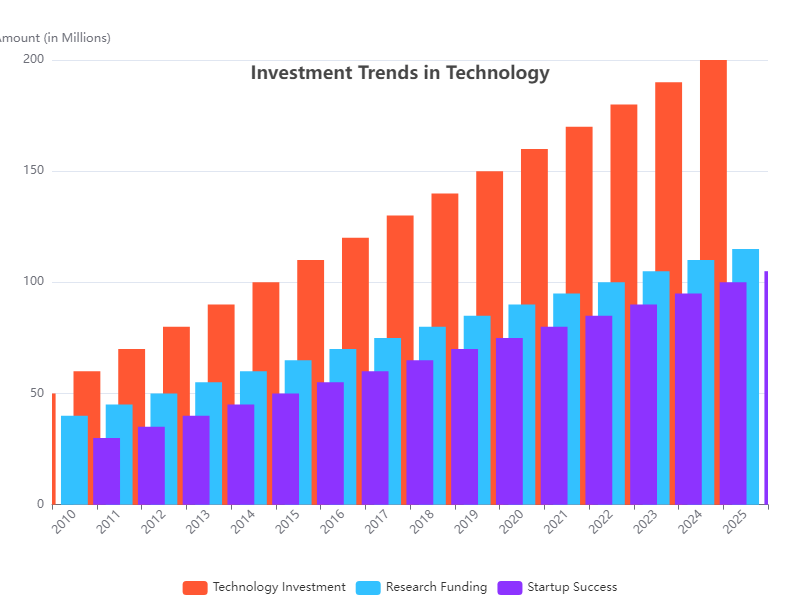 mount (in Millions)
Investment Trends in Technology
200
150
100
50
0
2010 2011 2012 2013 2014 2015 2016 2017 2018 2019 2020 2021 2022 2023 2024 2025
Technology Investment Research Funding Startup Success